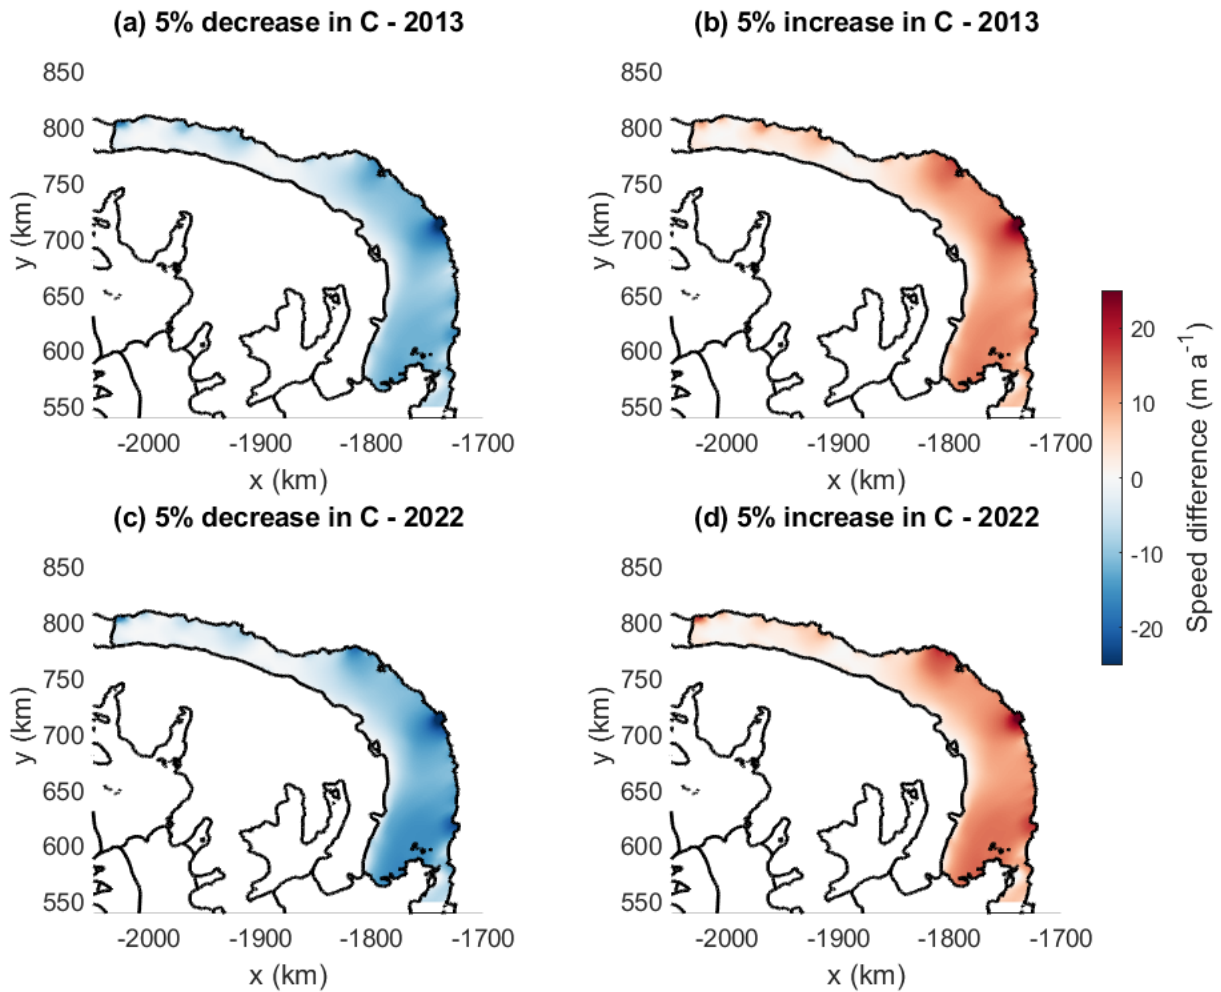 (a) 5% decrease in C - 2013
850
800
750
700
650
600
550
y (km)
-2000 -1900 -1800 -1700
x (km)
(b) 5% increase in C - 2013
850
800
750
700
650
600
550
y (km)
-2000 -1900 -1800 -1700
x (km)
(c) 5% decrease in C - 2022
850
800
750
700
650
600
550
y (km)
-2000 -1900 -1800 -1700
x (km)
(d) 5% increase in C - 2022
850
800
750
700
650
600
550
y (km)
-2000 -1900 -1800 -1700
x (km)
20
10
0
-10
-20
Speed difference (m a⁻¹)